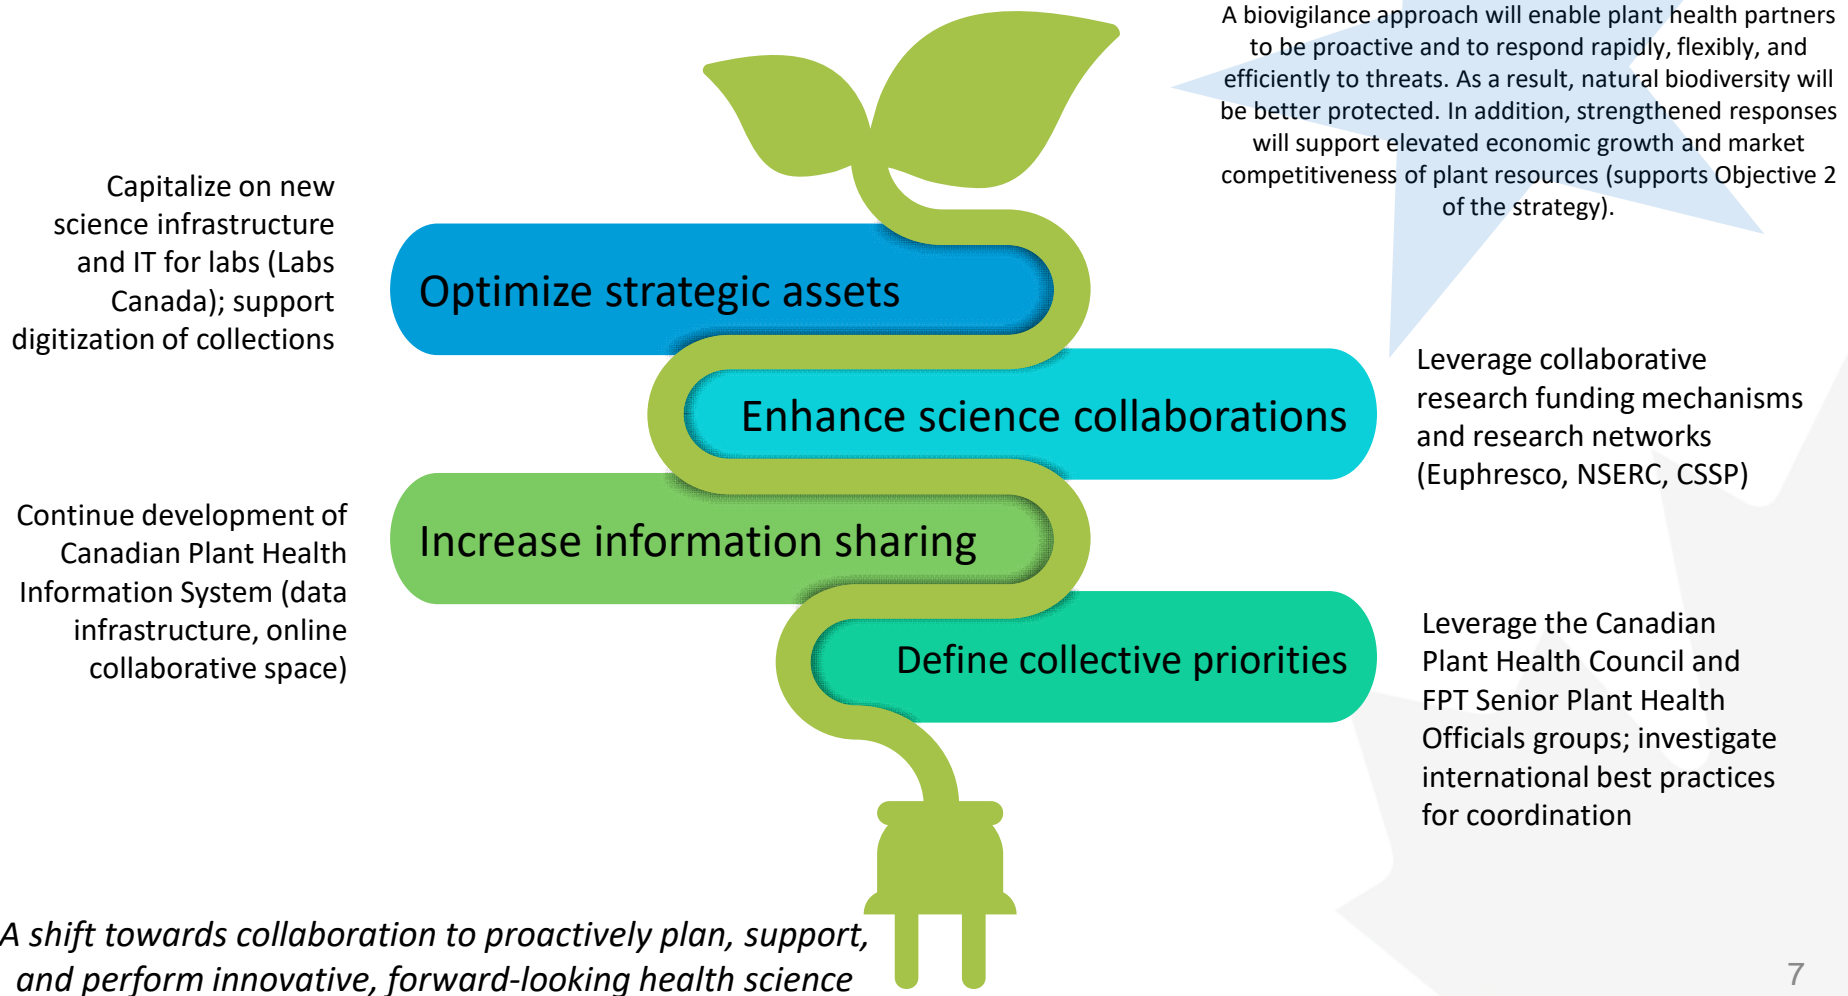 A biovigilance approach will enable plant health partners
to be proactive and to respond rapidly, flexibly, and
efficiently to threats. As a result, natural biodiversity will
be better protected. In addition, strengthened responses
will support elevated economic growth and market
competitiveness of plant resources (supports Objective 2
of the strategy).
Capitalize on new
science infrastructure
and IT for labs (Labs
Canada); support
digitization of collections
Optimize strategic assets
Enhance science collaborations
Leverage collaborative
research funding mechanisms
and research networks
(Euphresco, NSERC, CSSP)
Continue development of
Canadian Plant Health
Information System (data
infrastructure, online
collaborative space)
Increase information sharing
Define collective priorities
Leverage the Canadian
Plant Health Council and
FPT Senior Plant Health
Officials groups; investigate
international best practices
for coordination
A shift towards collaboration to proactively plan, support,
and perform innovative, forward-looking health science
7